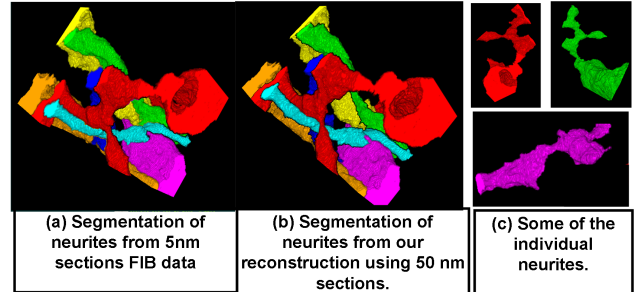 (a) Segmentation of
neurites from 5nm
sections FIB data
(b) Segmentation of
neurites from our
reconstruction using 50 nm
sections.
(c) Some of the
individual
neurites.